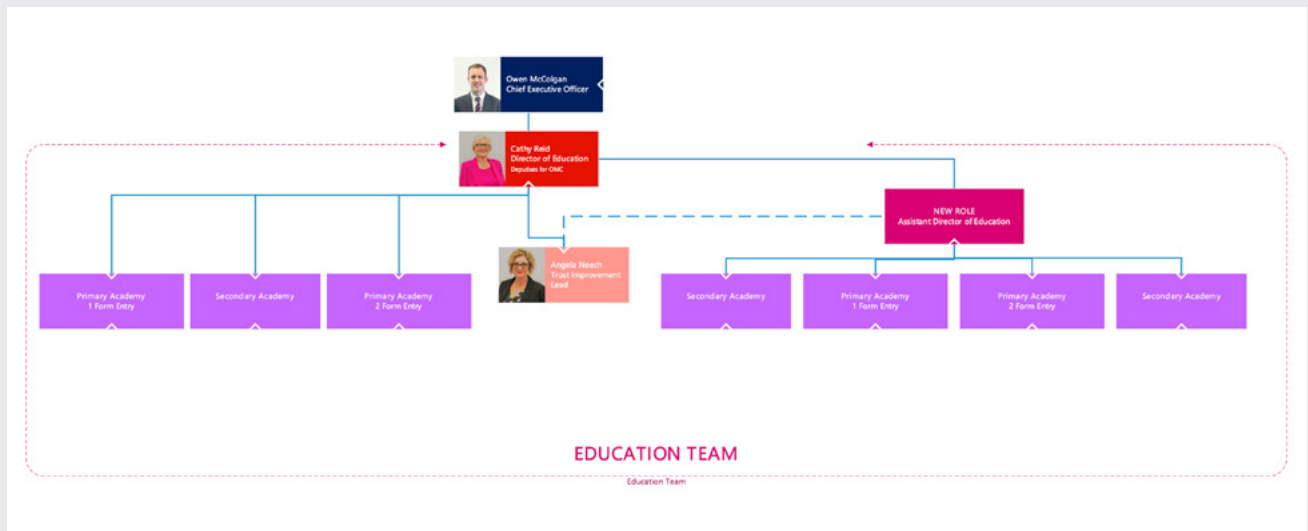 Owen McColgan
Chief Executive Officer
Cathy Reid
Director of Education
Deputises for OMC
NEW ROLE
Assistant Director of Education
Angela Neech
Trust Improvement
Lead
Primary Academy
1 Form Entry
Secondary Academy
Primary Academy
2 Form Entry
Secondary Academy
Primary Academy
1 Form Entry
Primary Academy
2 Form Entry
Secondary Academy
EDUCATION TEAM
Education Team